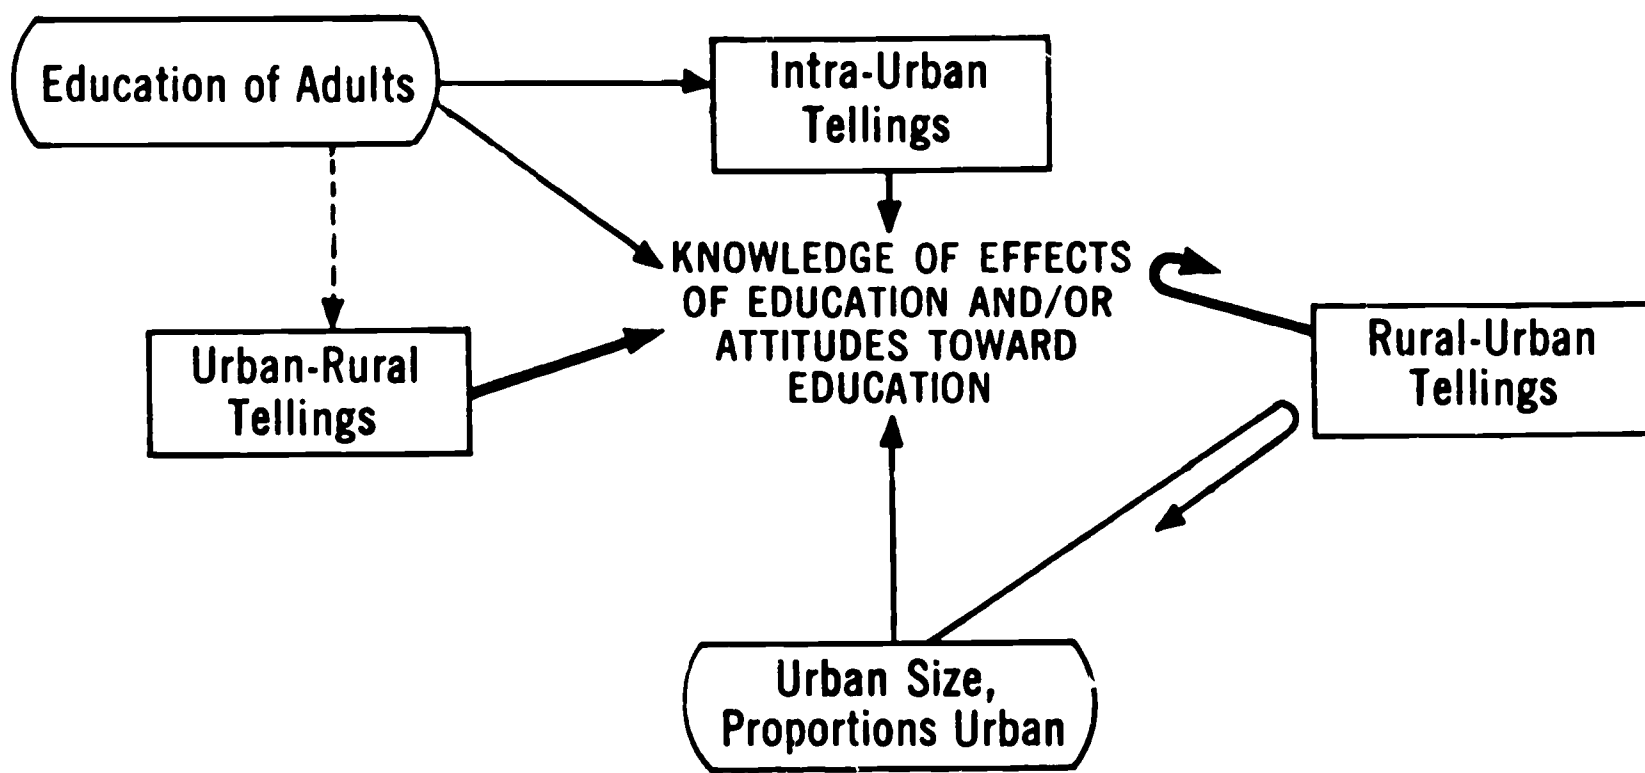 Education of Adults
Intra-Urban
Tellings
KNOWLEDGE OF EFFECTS
OF EDUCATION AND/OR
ATTITUDES TOWARD
EDUCATION
Urban-Rural
Tellings
Rural-Urban
Tellings
Urban Size,
Proportions Urban